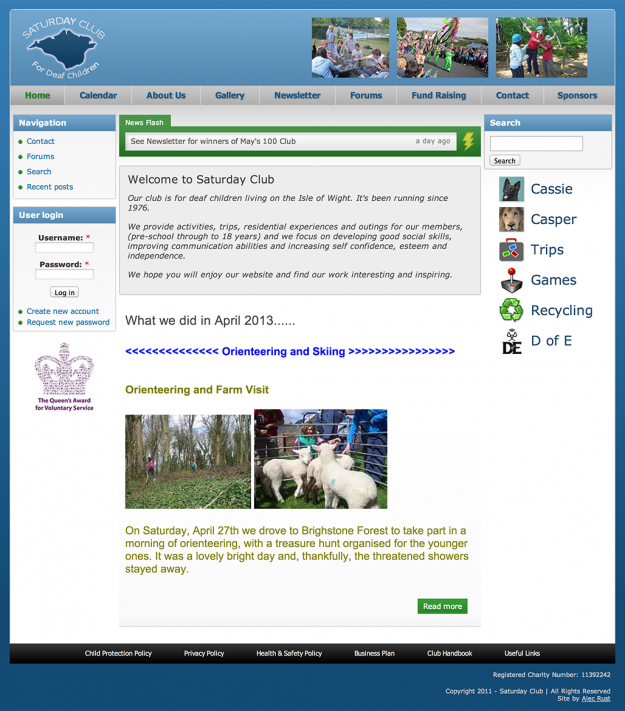 SATURDAY CLUB
For Deaf Children
Home Calendar About Us Gallery Newsletter Forums Fund Raising Contact Sponsors
Navigation
Contact
Forums
Search
Recent posts
User login
Username: *
Password: *
Log in
Create new account
Request new password
The Queen's Award
for Voluntary Service
News Flash
See Newsletter for winners of May's 100 Club a day ago
Welcome to Saturday Club
Our club is for deaf children living on the Isle of Wight. It's been running since
1976.
We provide activities, trips, residential experiences and outings for our members,
(pre-school through to 18 years) and we focus on developing good social skills,
improving communication abilities and increasing self confidence, esteem and
independence.
We hope you will enjoy our website and find our work interesting and inspiring.
What we did in April 2013......
<<<<<<<<<<<<<< Orienteering and Skiing >>>>>>>>>>>>>>>>
Orienteering and Farm Visit
On Saturday, April 27th we drove to Brighstone Forest to take part in a
morning of orienteering, with a treasure hunt organised for the younger
ones. It was a lovely bright day and, thankfully, the threatened showers
stayed away.
Read more
Search
Search
Cassie
Casper
Trips
Games
Recycling
DE
D of E
Child Protection Policy Privacy Policy Health & Safety Policy Business Plan Club Handbook Useful Links
Registered Charity Number: 11392242
Copyright 2011 - Saturday Club | All Rights Reserved
Site by Alec Rust